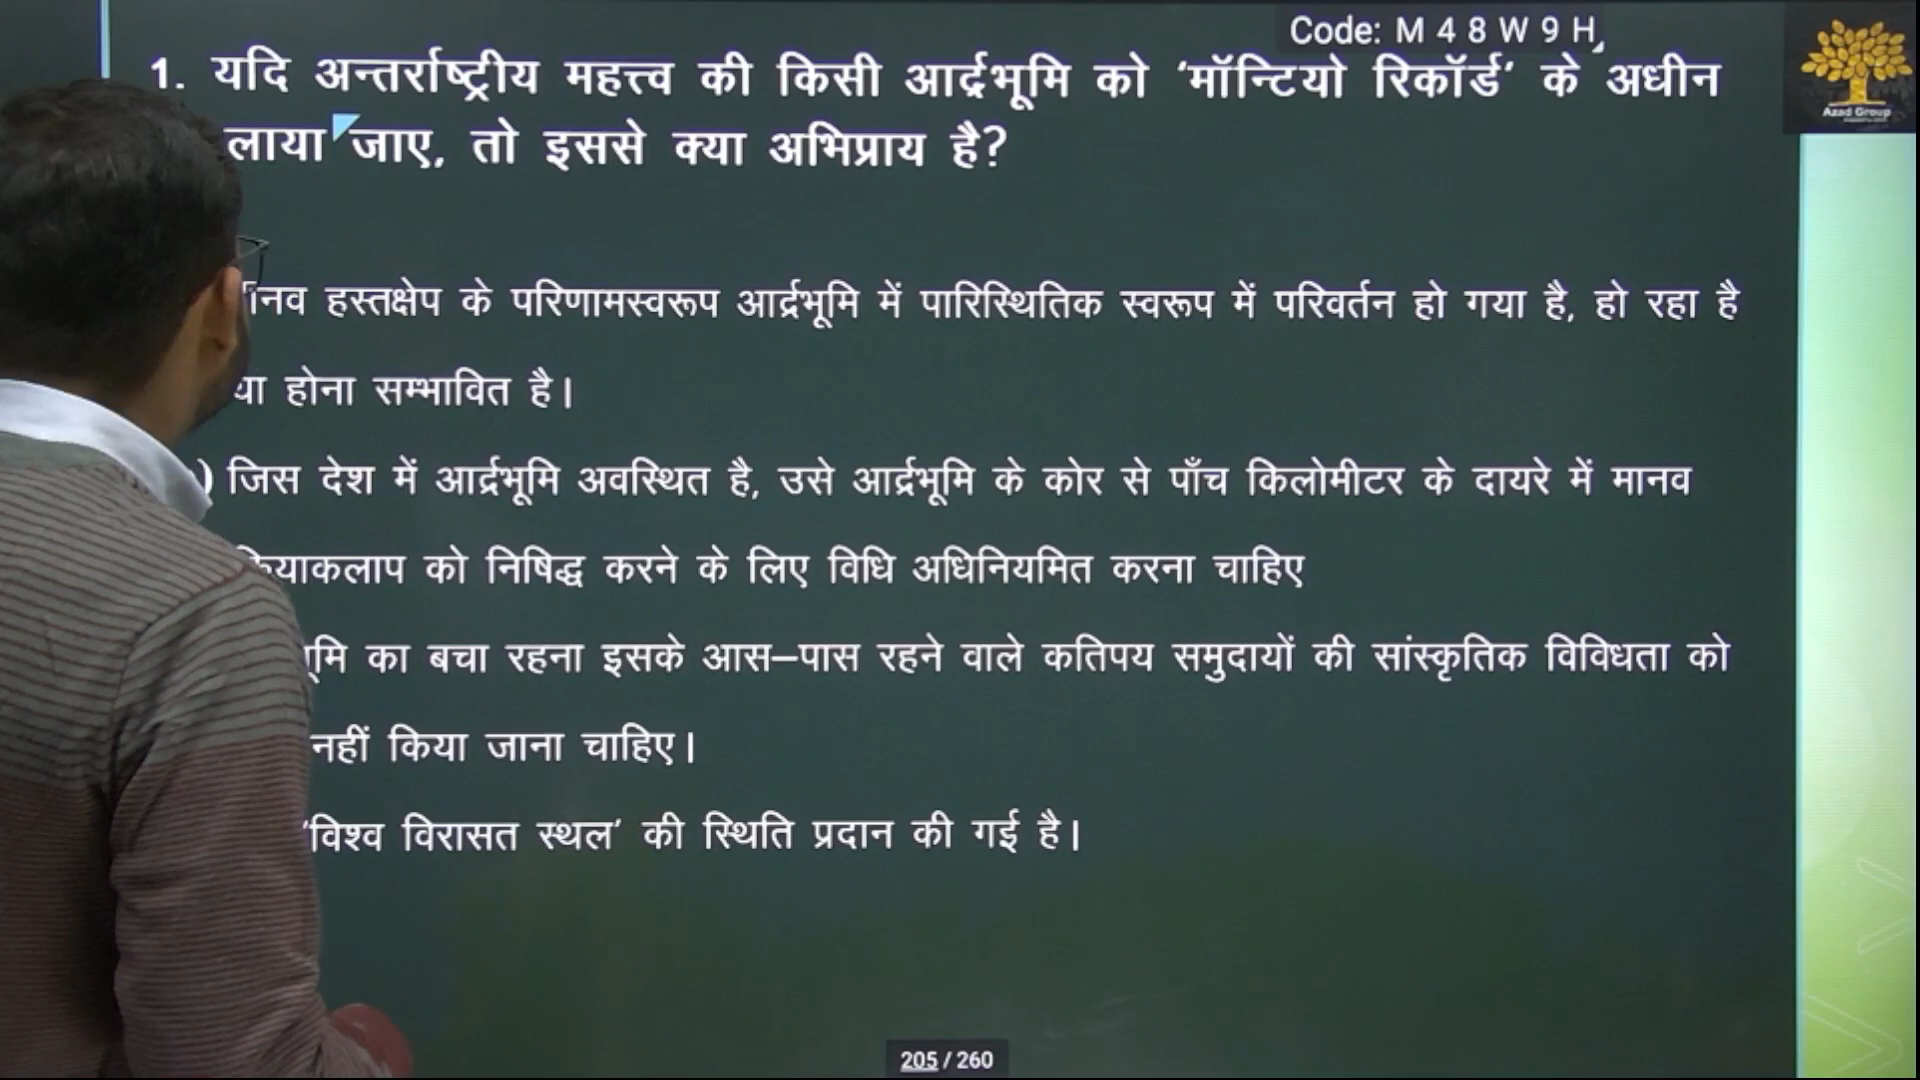 Code: M 4 8 W 9 H
1. यदि अन्तर्राष्ट्रीय महत्त्व की किसी आर्द्रभूमि को ‘मॉन्टियो रिकॉर्ड’ के अधीन
लाया जाए, तो इससे क्या अभिप्राय है?
Azad Group
हस्तक्षेप के परिणामस्वरूप आर्द्रभूमि में पारिस्थितिक स्वरूप में परिवर्तन हो गया है, हो रहा है
होना सम्भावित है।
जिस देश में आर्द्रभूमि अवस्थित है, उसे आर्द्रभूमि के कोर से पाँच किलोमीटर के दायरे में मानव
को निषिद्ध करने के लिए विधि अधिनियमित करना चाहिए
का बचा रहना इसके आस–पास रहने वाले कतिपय समुदायों की सांस्कृतिक विविधता को
नहीं किया जाना चाहिए।
‘विश्व विरासत स्थल’ की स्थिति प्रदान की गई है।
205 / 260